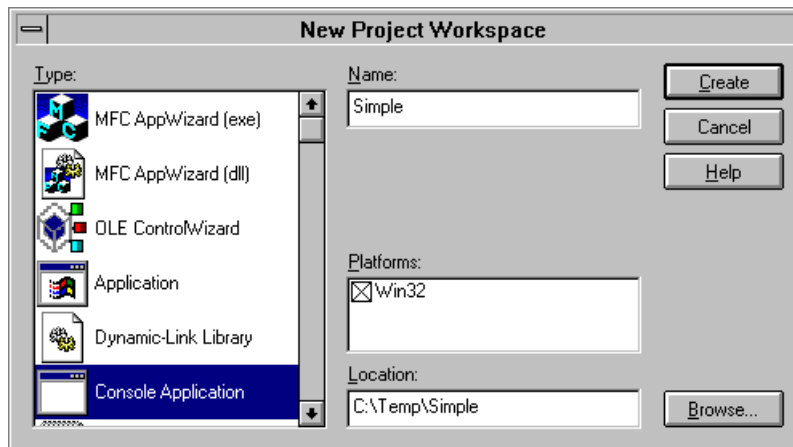 New Project Workspace
Type:
MFC AppWizard (exe)
MFC AppWizard (dll)
OLE ControlWizard
Application
Dynamic-Link Library
Console Application
Name:
Simple
Platforms:
Win32
Location:
C:\Temp\Simple
Create
Cancel
Help
Browse...